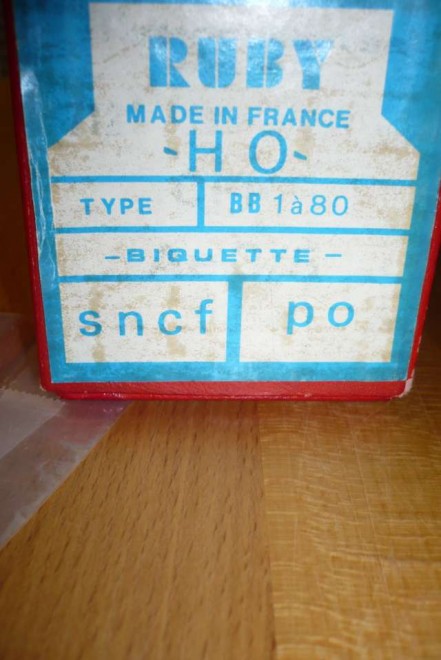 RUBY
MADE IN FRANCE
-HO-
TYPE BB 1à80
-BIQUETTE-
sncf po